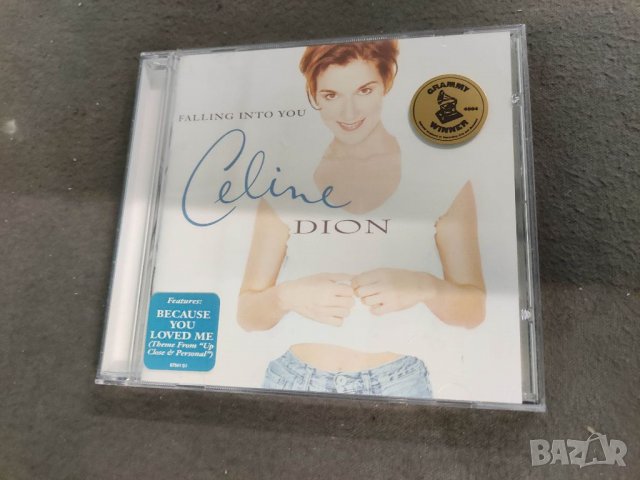 FALLING INTO YOU
Celine
DION
GRAMMY
WINNER
Features:
BECAUSE
YOU
LOVED ME
(Theme From "Up
Close & Personal")
BAZAR